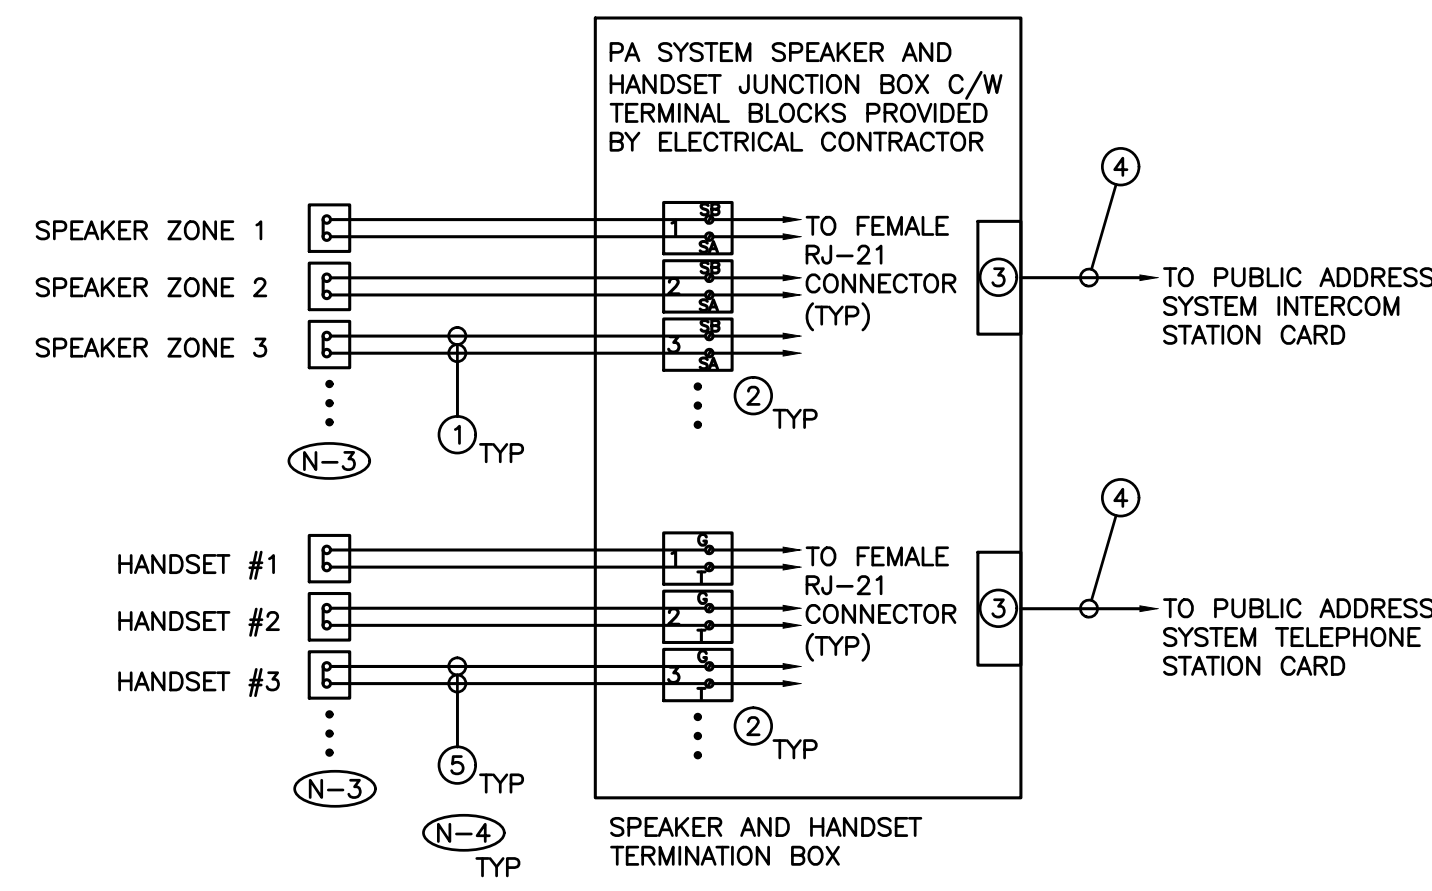 PA SYSTEM SPEAKER AND
HANDSET JUNCTION BOX C/W
TERMINAL BLOCKS PROVIDED
BY ELECTRICAL CONTRACTOR
4
SPEAKER ZONE 1
1
SB
SA
TO FEMALE
RJ-21
CONNECTOR
(TYP)
SPEAKER ZONE 2
2
SB
SA
3
TO PUBLIC ADDRESS
SYSTEM INTERCOM
STATION CARD
SPEAKER ZONE 3
3
SB
SA
2
TYP
1
TYP
N-3
4
HANDSET #1
1
G
T
TO FEMALE
RJ-21
CONNECTOR
(TYP)
HANDSET #2
2
G
T
3
TO PUBLIC ADDRESS
SYSTEM TELEPHONE
STATION CARD
HANDSET #3
3
G
T
2
TYP
5
TYP
N-3
N-4
TYP
SPEAKER AND HANDSET
TERMINATION BOX